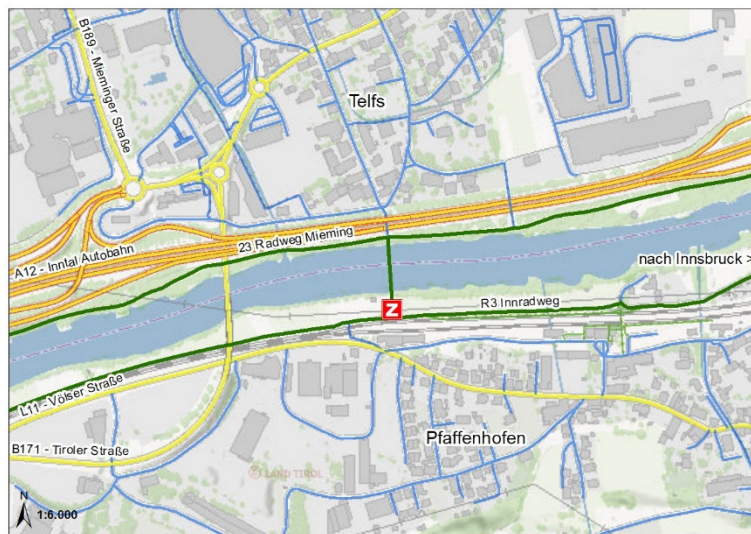 B189 - Mieminger Straße
Telfs
A12 - Inntal Autobahn
23 Radweg Mieming
nach Innsbruck >
R3 Innradweg
Z
L11 - Völser Straße
B171 - Tiroler Straße
Pfaffenhofen
© LAND TIROL
N
1:6.000